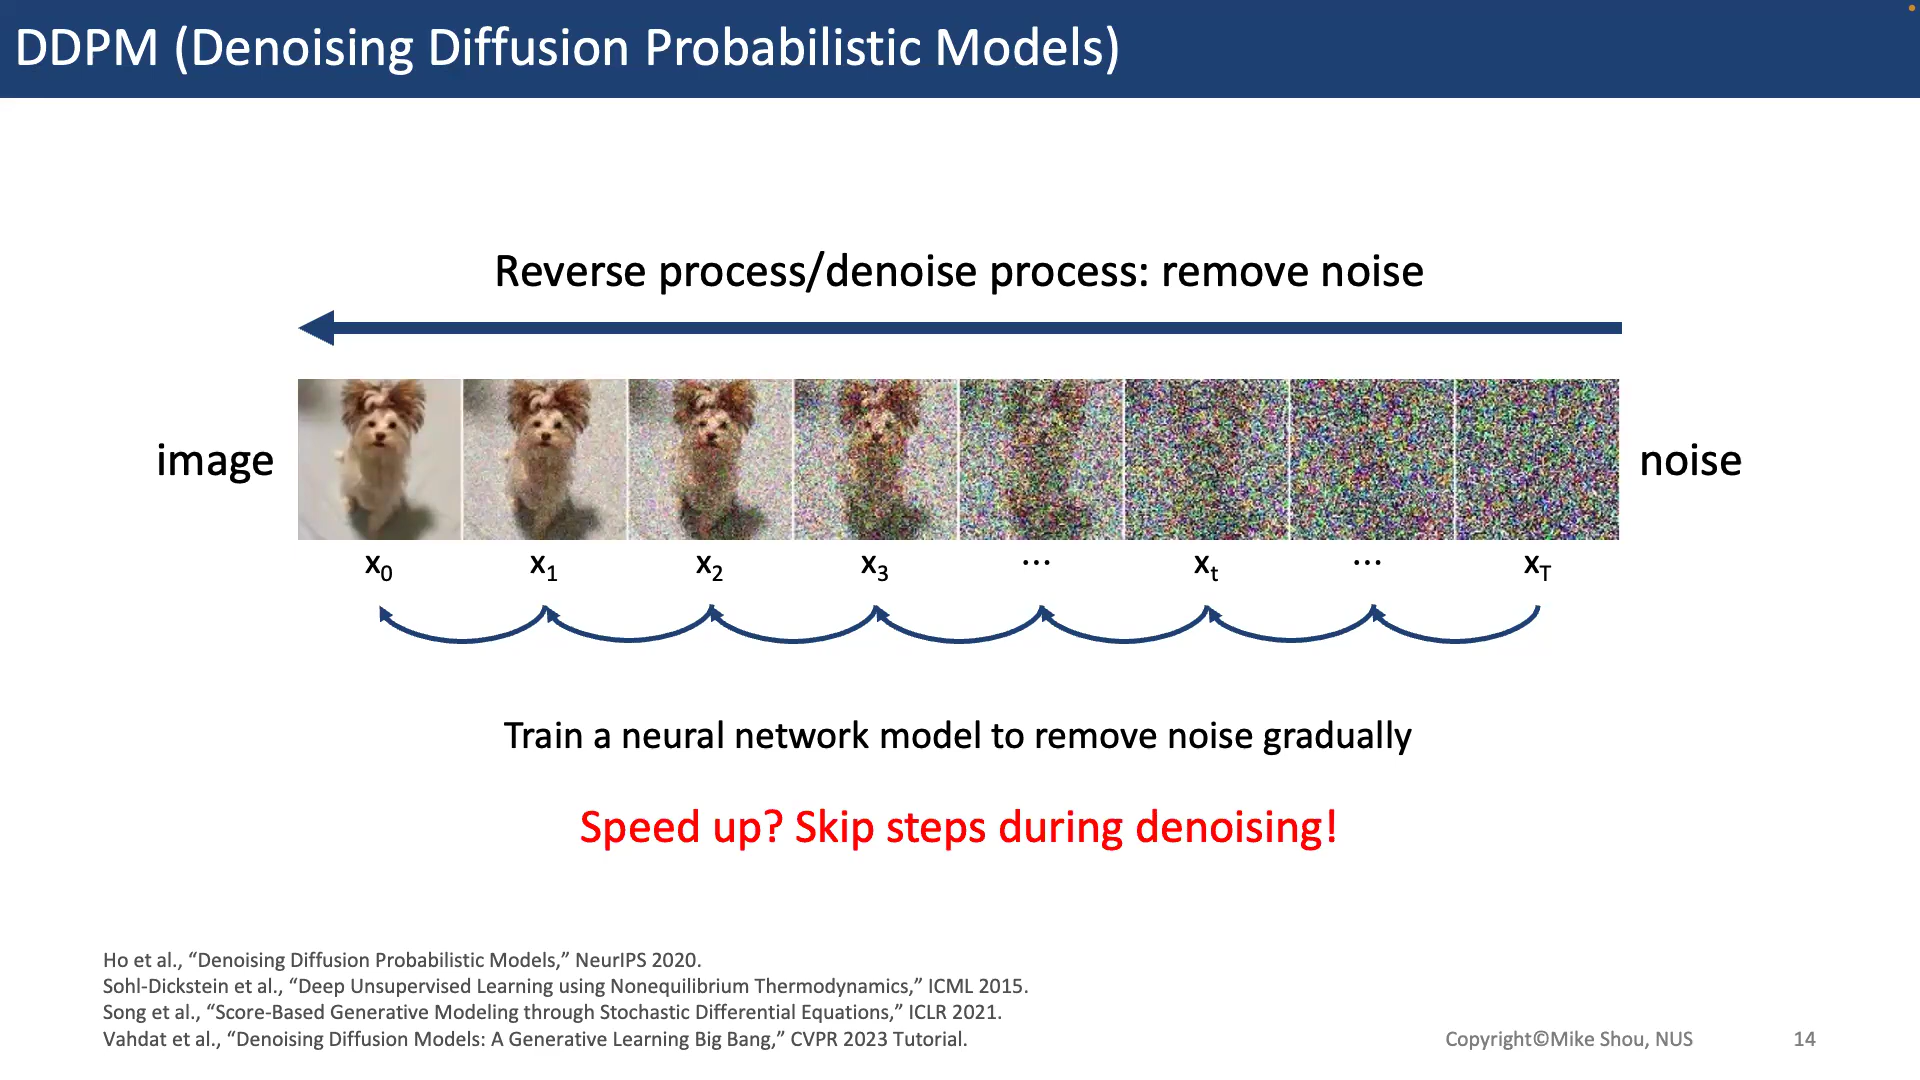 DDPM (Denoising Diffusion Probabilistic Models)
Reverse process/denoise process: remove noise
image
noise
x0 x1 x2 x3 ... xt ... xT
Train a neural network model to remove noise gradually
Speed up? Skip steps during denoising!
Ho et al., “Denoising Diffusion Probabilistic Models,” NeurIPS 2020.
Sohl-Dickstein et al., “Deep Unsupervised Learning using Nonequilibrium Thermodynamics,” ICML 2015.
Song et al., “Score-Based Generative Modeling through Stochastic Differential Equations,” ICLR 2021.
Vahdat et al., “Denoising Diffusion Models: A Generative Learning Big Bang,” CVPR 2023 Tutorial.
Copyright©Mike Shou, NUS
14